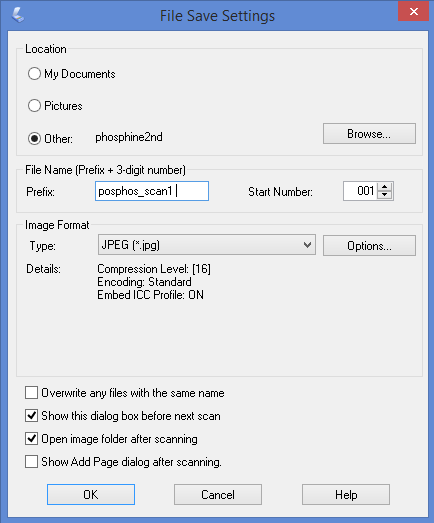 File Save Settings
Location
My Documents
Pictures
Other: phosphine2nd Browse...
File Name (Prefix + 3-digit number)
Prefix: posphos_scan1 Start Number: 001
Image Format
Type: JPEG (*.jpg) Options...
Details: Compression Level: [16]
Encoding: Standard
Embed ICC Profile: ON
Overwrite any files with the same name
Show this dialog box before next scan
Open image folder after scanning
Show Add Page dialog after scanning.
OK Cancel Help